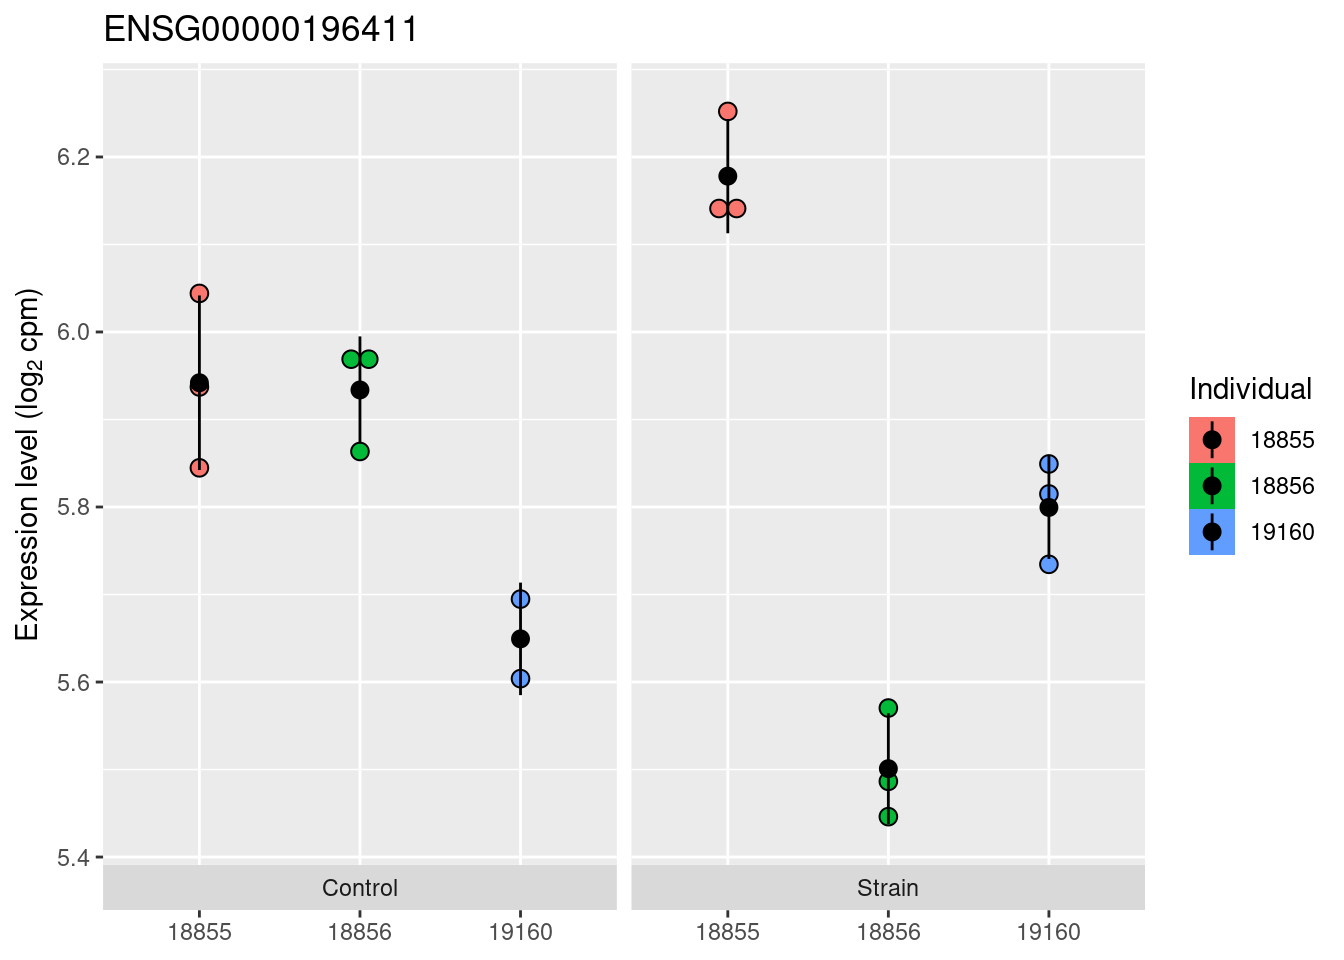 ENSG00000196411
Expression level (log₂ cpm)
6.2
6.0
5.8
5.6
5.4
Control
Strain
18855
18856
19160
18855
18856
19160
Individual
18855
18856
19160